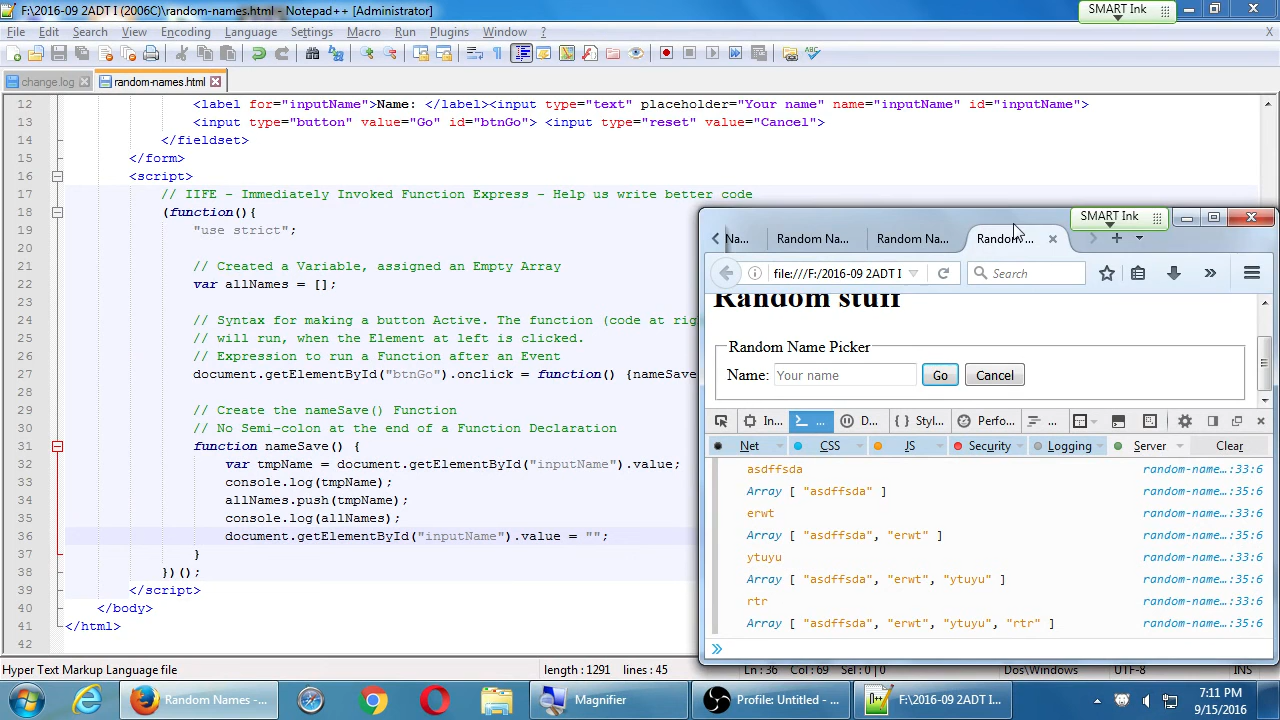 F:\2016-09 2ADT I (2006C)\random-names.html - Notepad++ [Administrator]
SMART Ink
File Edit Search View Encoding Language Settings Macro Run Plugins Window ? X
change.log random-names.html
12 <label for="inputName">Name: </label><input type="text" placeholder="Your name" name="inputName" id="inputName">
13 <input type="button" value="Go" id="btnGo"> <input type="reset" value="Cancel">
14 </fieldset>
15 </form>
16 <script>
17 // IIFE - Immediately Invoked Function Express - Help us write better code
18 (function(){
19 "use strict";
20
21 // Created a Variable, assigned an Empty Array
22 var allNames = [];
23
24 // Syntax for making a button Active. The function (code at rig
25 // will run, when the Element at left is clicked.
26 // Expression to run a Function after an Event
27 document.getElementById("btnGo").onclick = function() {nameSave
28
29 // Create the nameSave() Function
30 // No Semi-colon at the end of a Function Declaration
31 function nameSave() {
32 var tmpName = document.getElementById("inputName").value;
33 console.log(tmpName);
34 allNames.push(tmpName);
35 console.log(allNames);
36 document.getElementById("inputName").value = "";
37 }
38 })();
39 </script>
40 </body>
41 </html>
42
SMART Ink
Na... Random Na... Random Na... Random...
file:///F:/2016-09 2ADT I Search
Random stuff
Random Name Picker
Name: Your name Go Cancel
In... ... D... Styl... Perfo... ...
Net CSS JS Security Logging Server Clear
asdffsda random-name...:33:6
Array [ "asdffsda" ] random-name...:35:6
erwt random-name...:33:6
Array [ "asdffsda", "erwt" ] random-name...:35:6
ytuyu random-name...:33:6
Array [ "asdffsda", "erwt", "ytuyu" ] random-name...:35:6
rtr random-name...:33:6
Array [ "asdffsda", "erwt", "ytuyu", "rtr" ] random-name...:35:6
»
Hyper Text Markup Language file length : 1291 lines : 45 Ln : 36 Col : 69 Sel : 0 | 0 Dos\Windows UTF-8 INS
Random Names -... Magnifier Profile: Untitled -... F:\2016-09 2ADT I...
7:11 PM
9/15/2016